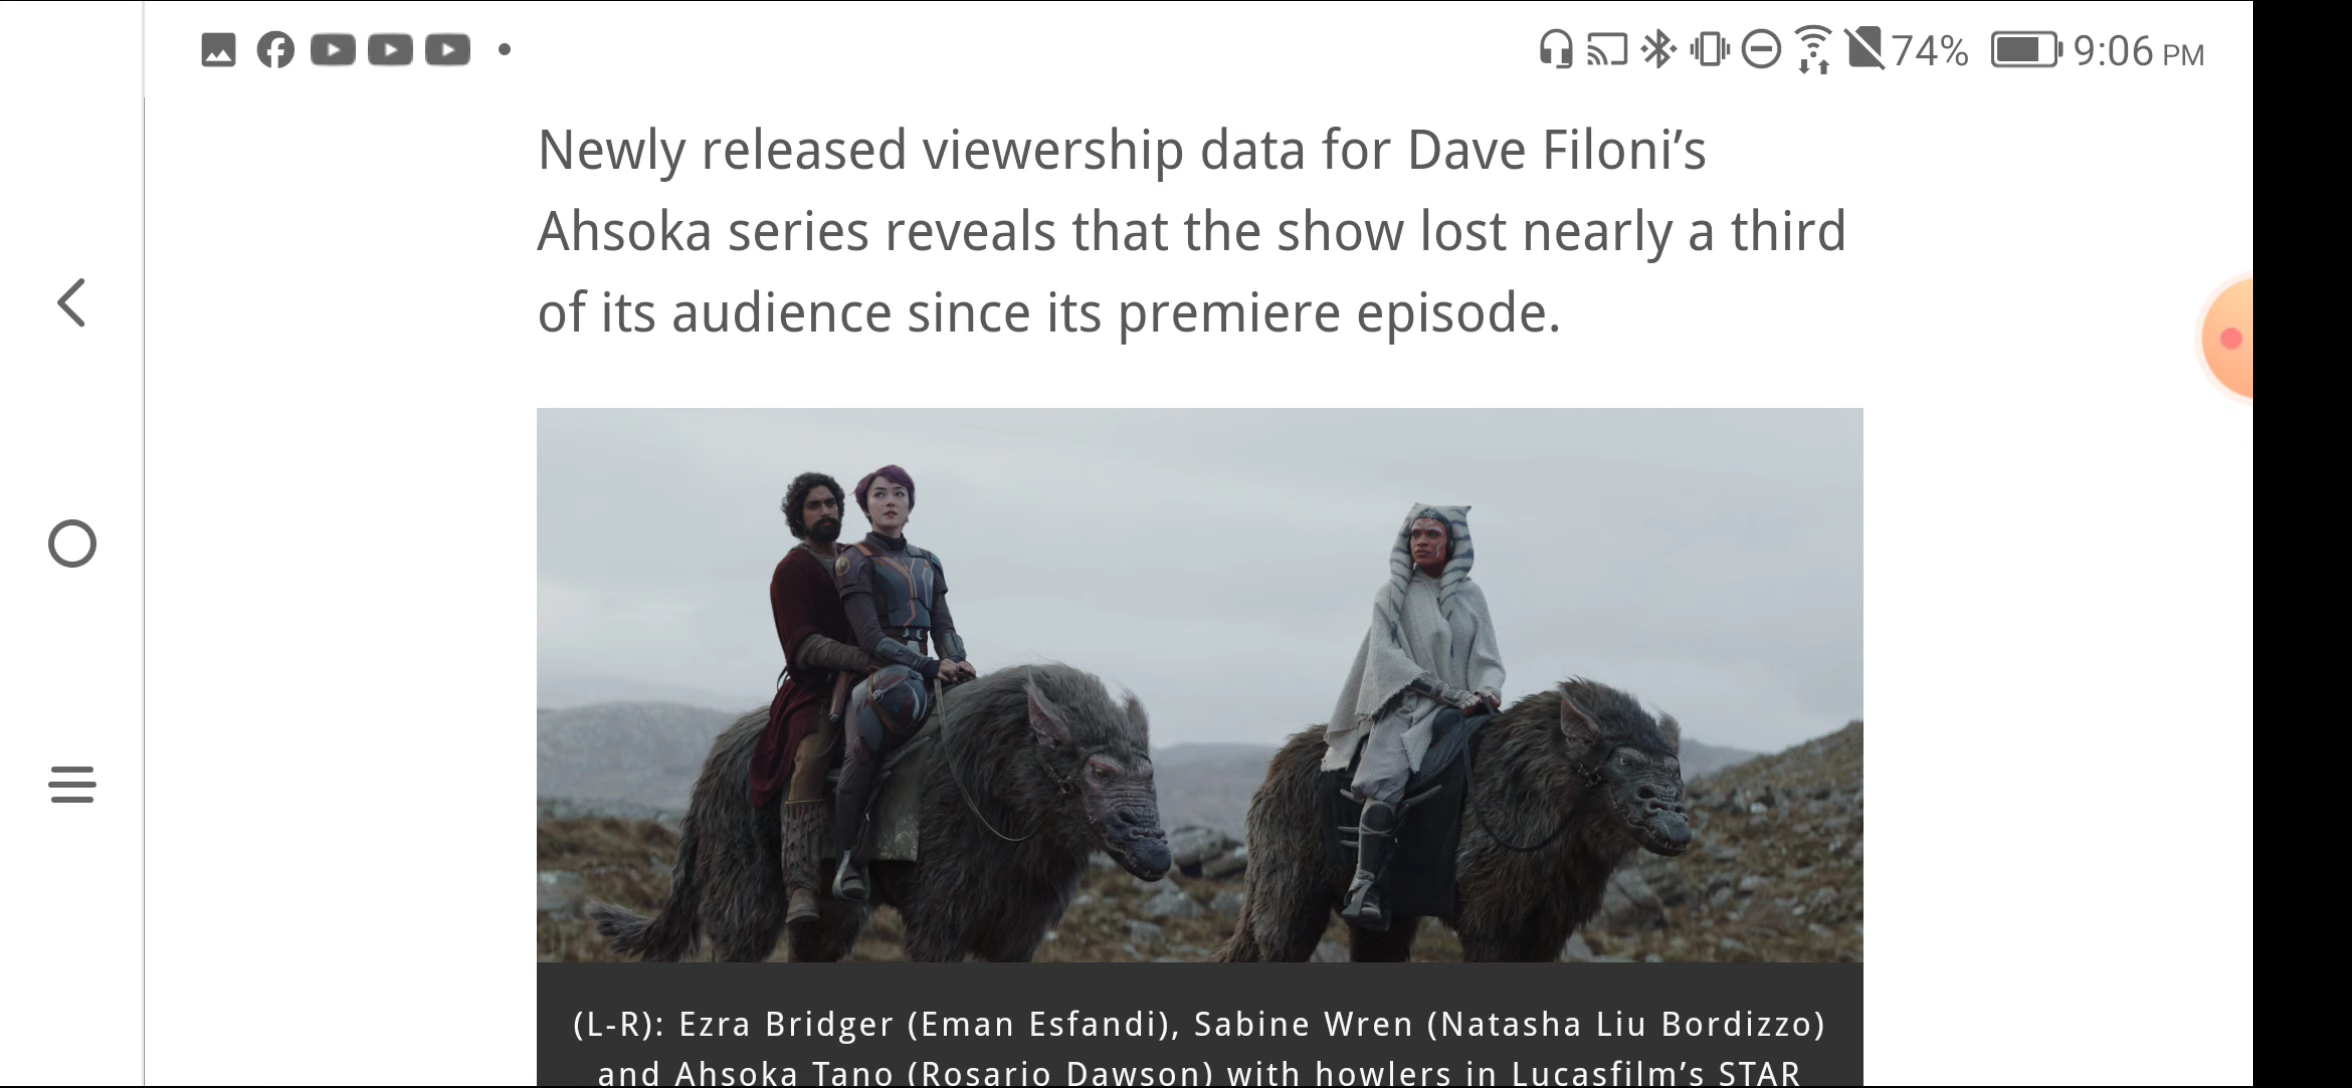 74% 9:06 PM
Newly released viewership data for Dave Filoni’s
Ahsoka series reveals that the show lost nearly a third
of its audience since its premiere episode.
(L-R): Ezra Bridger (Eman Esfandi), Sabine Wren (Natasha Liu Bordizzo)
and Ahsoka Tano (Rosario Dawson) with howlers in Lucasfilm’s STAR